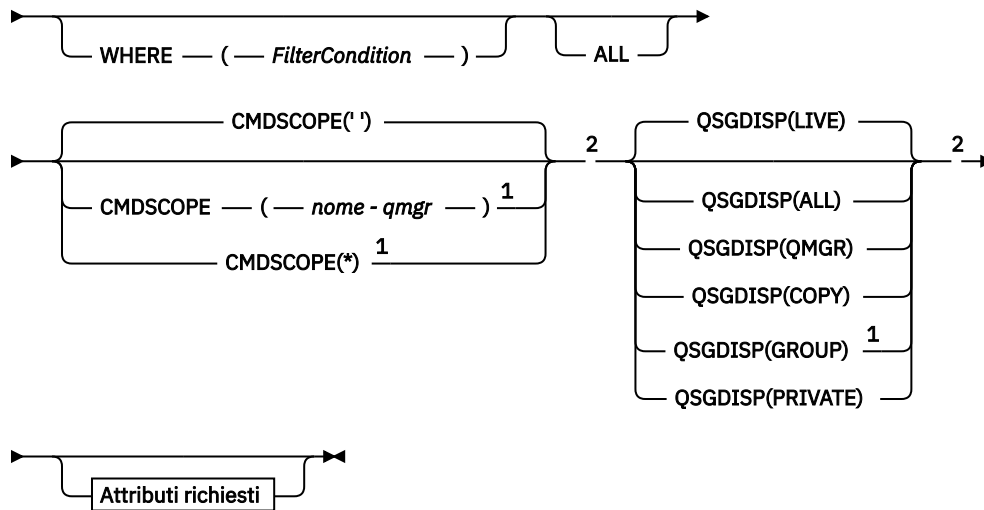 WHERE ( FilterCondition ) ALL
CMDSCOPE(' ')
CMDSCOPE ( nome - qmgr ) 1
CMDSCOPE(*) 1
2
QSGDISP(LIVE)
QSGDISP(ALL)
QSGDISP(QMGR)
QSGDISP(COPY)
QSGDISP(GROUP) 1
QSGDISP(PRIVATE)
2
Attributi richiesti